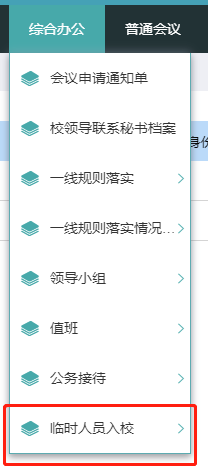 综合办公 普通会议
会议申请通知单
校领导联系秘书档案
身份
一线规则落实
一线规则落实情况...
领导小组
值班
公务接待
临时人员入校